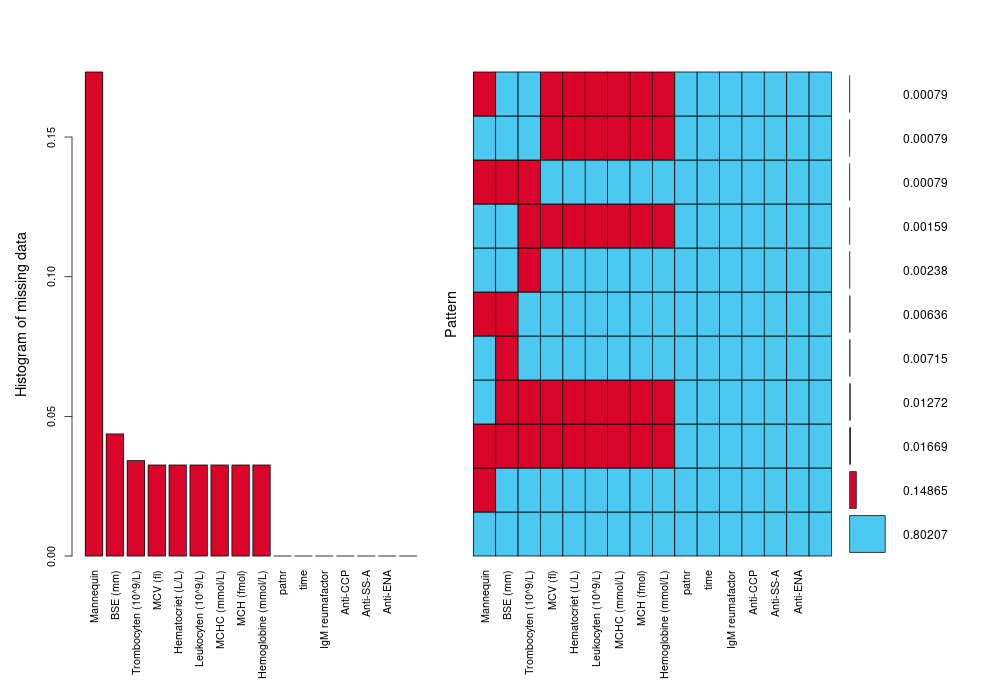 Histogram of missing data
0.00
0.05
0.10
0.15
Mannequin
BSE (mm)
Trombocyten (10^9/L)
MCV (fl)
Hematocriet (L/L)
Leukocyten (10^9/L)
MCHC (mmol/L)
MCH (fmol)
Hemoglobine (mmol/L)
patnr
time
IgM reumafactor
Anti-CCP
Anti-SS-A
Anti-ENA
Pattern
Mannequin
BSE (mm)
Trombocyten (10^9/L)
MCV (fl)
Hematocriet (L/L)
Leukocyten (10^9/L)
MCHC (mmol/L)
MCH (fmol)
Hemoglobine (mmol/L)
patnr
time
IgM reumafactor
Anti-CCP
Anti-SS-A
Anti-ENA
0.00079
0.00079
0.00079
0.00159
0.00238
0.00636
0.00715
0.01272
0.01669
0.14865
0.80207